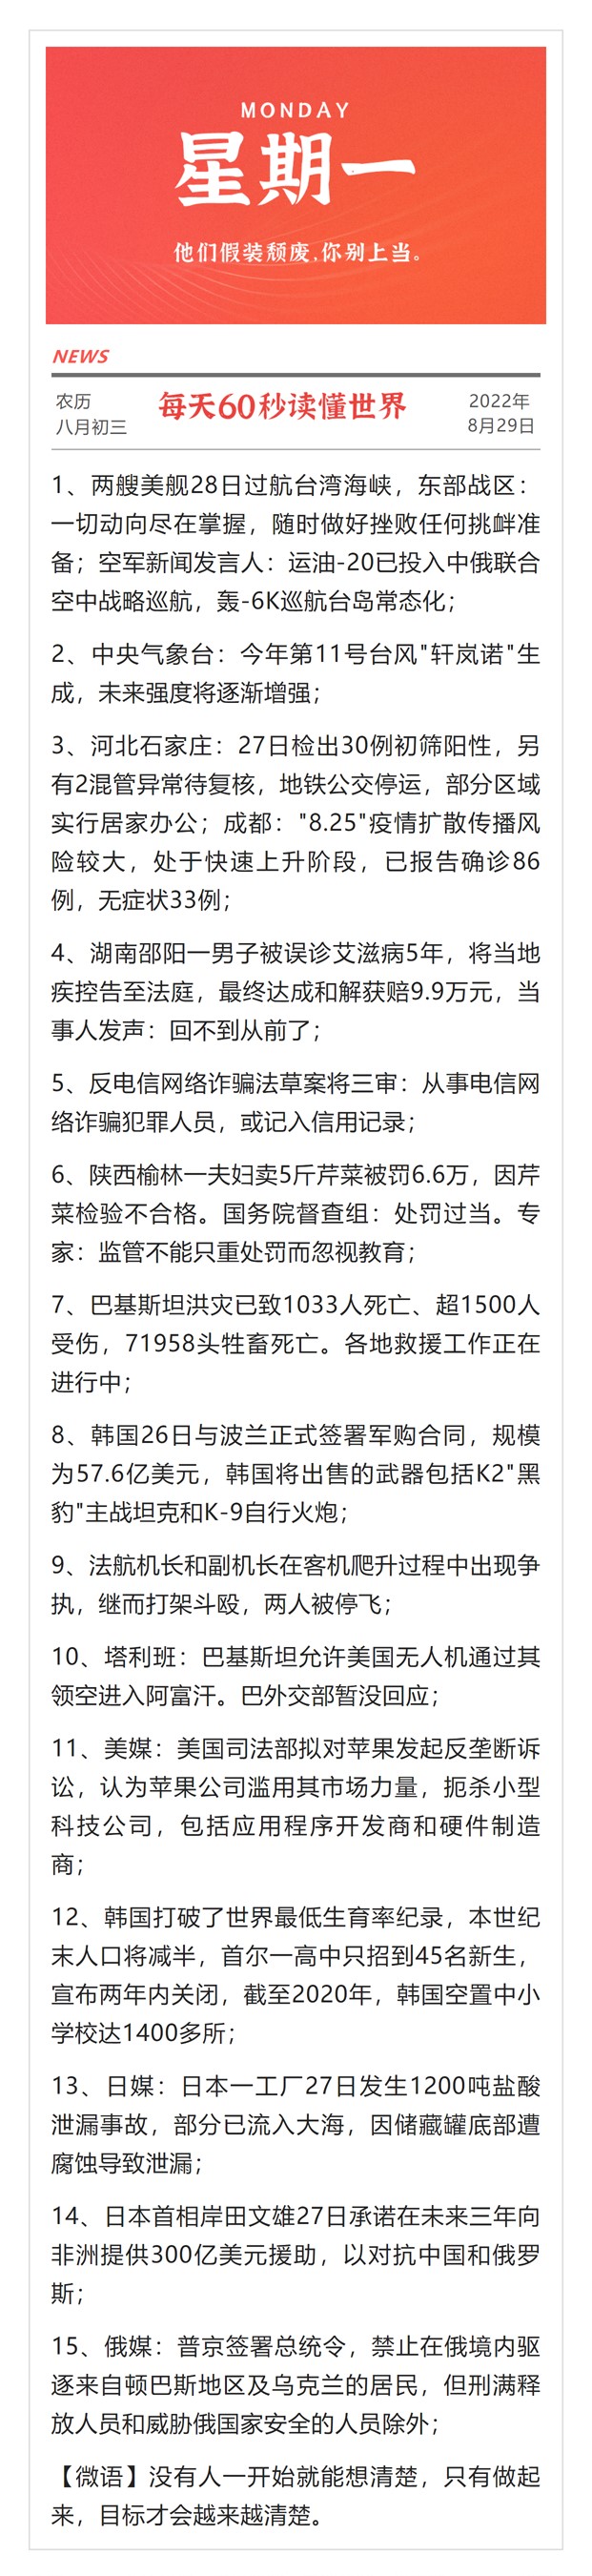 MONDAY
星期一
他们假装颓废,你别上当。
NEWS
农历
八月初三
每天60秒读懂世界
2022年
8月29日
1、两艘美舰28日过航台湾海峡，东部战区：
一切动向尽在掌握，随时做好挫败任何挑衅准
备；空军新闻发言人：运油-20已投入中俄联合
空中战略巡航，轰-6K巡航台岛常态化；
2、中央气象台：今年第11号台风"轩岚诺"生
成，未来强度将逐渐增强；
3、河北石家庄：27日检出30例初筛阳性，另
有2混管异常待复核，地铁公交停运，部分区域
实行居家办公；成都："8.25"疫情扩散传播风
险较大，处于快速上升阶段，已报告确诊86
例，无症状33例；
4、湖南邵阳一男子被误诊艾滋病5年，将当地
疾控告至法庭，最终达成和解获赔9.9万元，当
事人发声：回不到从前了；
5、反电信网络诈骗法草案将三审：从事电信网
络诈骗犯罪人员，或记入信用记录；
6、陕西榆林一夫妇卖5斤芹菜被罚6.6万，因芹
菜检验不合格。国务院督查组：处罚过当。专
家：监管不能只重处罚而忽视教育；
7、巴基斯坦洪灾已致1033人死亡、超1500人
受伤，71958头牲畜死亡。各地救援工作正在
进行中；
8、韩国26日与波兰正式签署军购合同，规模
为57.6亿美元，韩国将出售的武器包括K2"黑
豹"主战坦克和K-9自行火炮；
9、法航机长和副机长在客机爬升过程中出现争
执，继而打架斗殴，两人被停飞；
10、塔利班：巴基斯坦允许美国无人机通过其
领空进入阿富汗。巴外交部暂没回应；
11、美媒：美国司法部拟对苹果发起反垄断诉
讼，认为苹果公司滥用其市场力量，扼杀小型
科技公司，包括应用程序开发商和硬件制造
商；
12、韩国打破了世界最低生育率纪录，本世纪
末人口将减半，首尔一高中只招到45名新生，
宣布两年内关闭，截至2020年，韩国空置中小
学校达1400多所；
13、日媒：日本一工厂27日发生1200吨盐酸
泄漏事故，部分已流入大海，因储藏罐底部遭
腐蚀导致泄漏；
14、日本首相岸田文雄27日承诺在未来三年向
非洲提供300亿美元援助，以对抗中国和俄罗
斯；
15、俄媒：普京签署总统令，禁止在俄境内驱
逐来自顿巴斯地区及乌克兰的居民，但刑满释
放人员和威胁俄国家安全的人员除外；
【微语】没有人一开始就能想清楚，只有做起
来，目标才会越来越清楚。